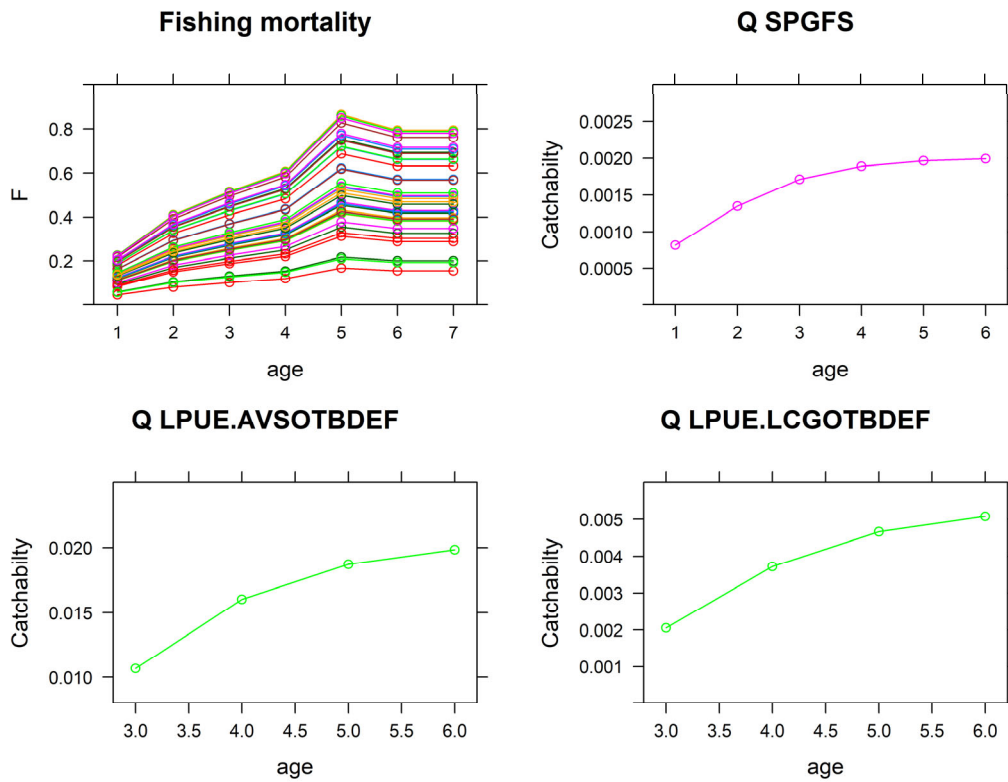 Fishing mortality
F
0.8
0.6
0.4
0.2
1 2 3 4 5 6 7
age
Q SPGFS
Catchabilty
0.0025
0.0020
0.0015
0.0010
0.0005
1 2 3 4 5 6
age
Q LPUE.AVSOTBDEF
Catchabilty
0.020
0.015
0.010
3.0 3.5 4.0 4.5 5.0 5.5 6.0
age
Q LPUE.LCGOTBDEF
Catchabilty
0.005
0.004
0.003
0.002
0.001
3.0 3.5 4.0 4.5 5.0 5.5 6.0
age